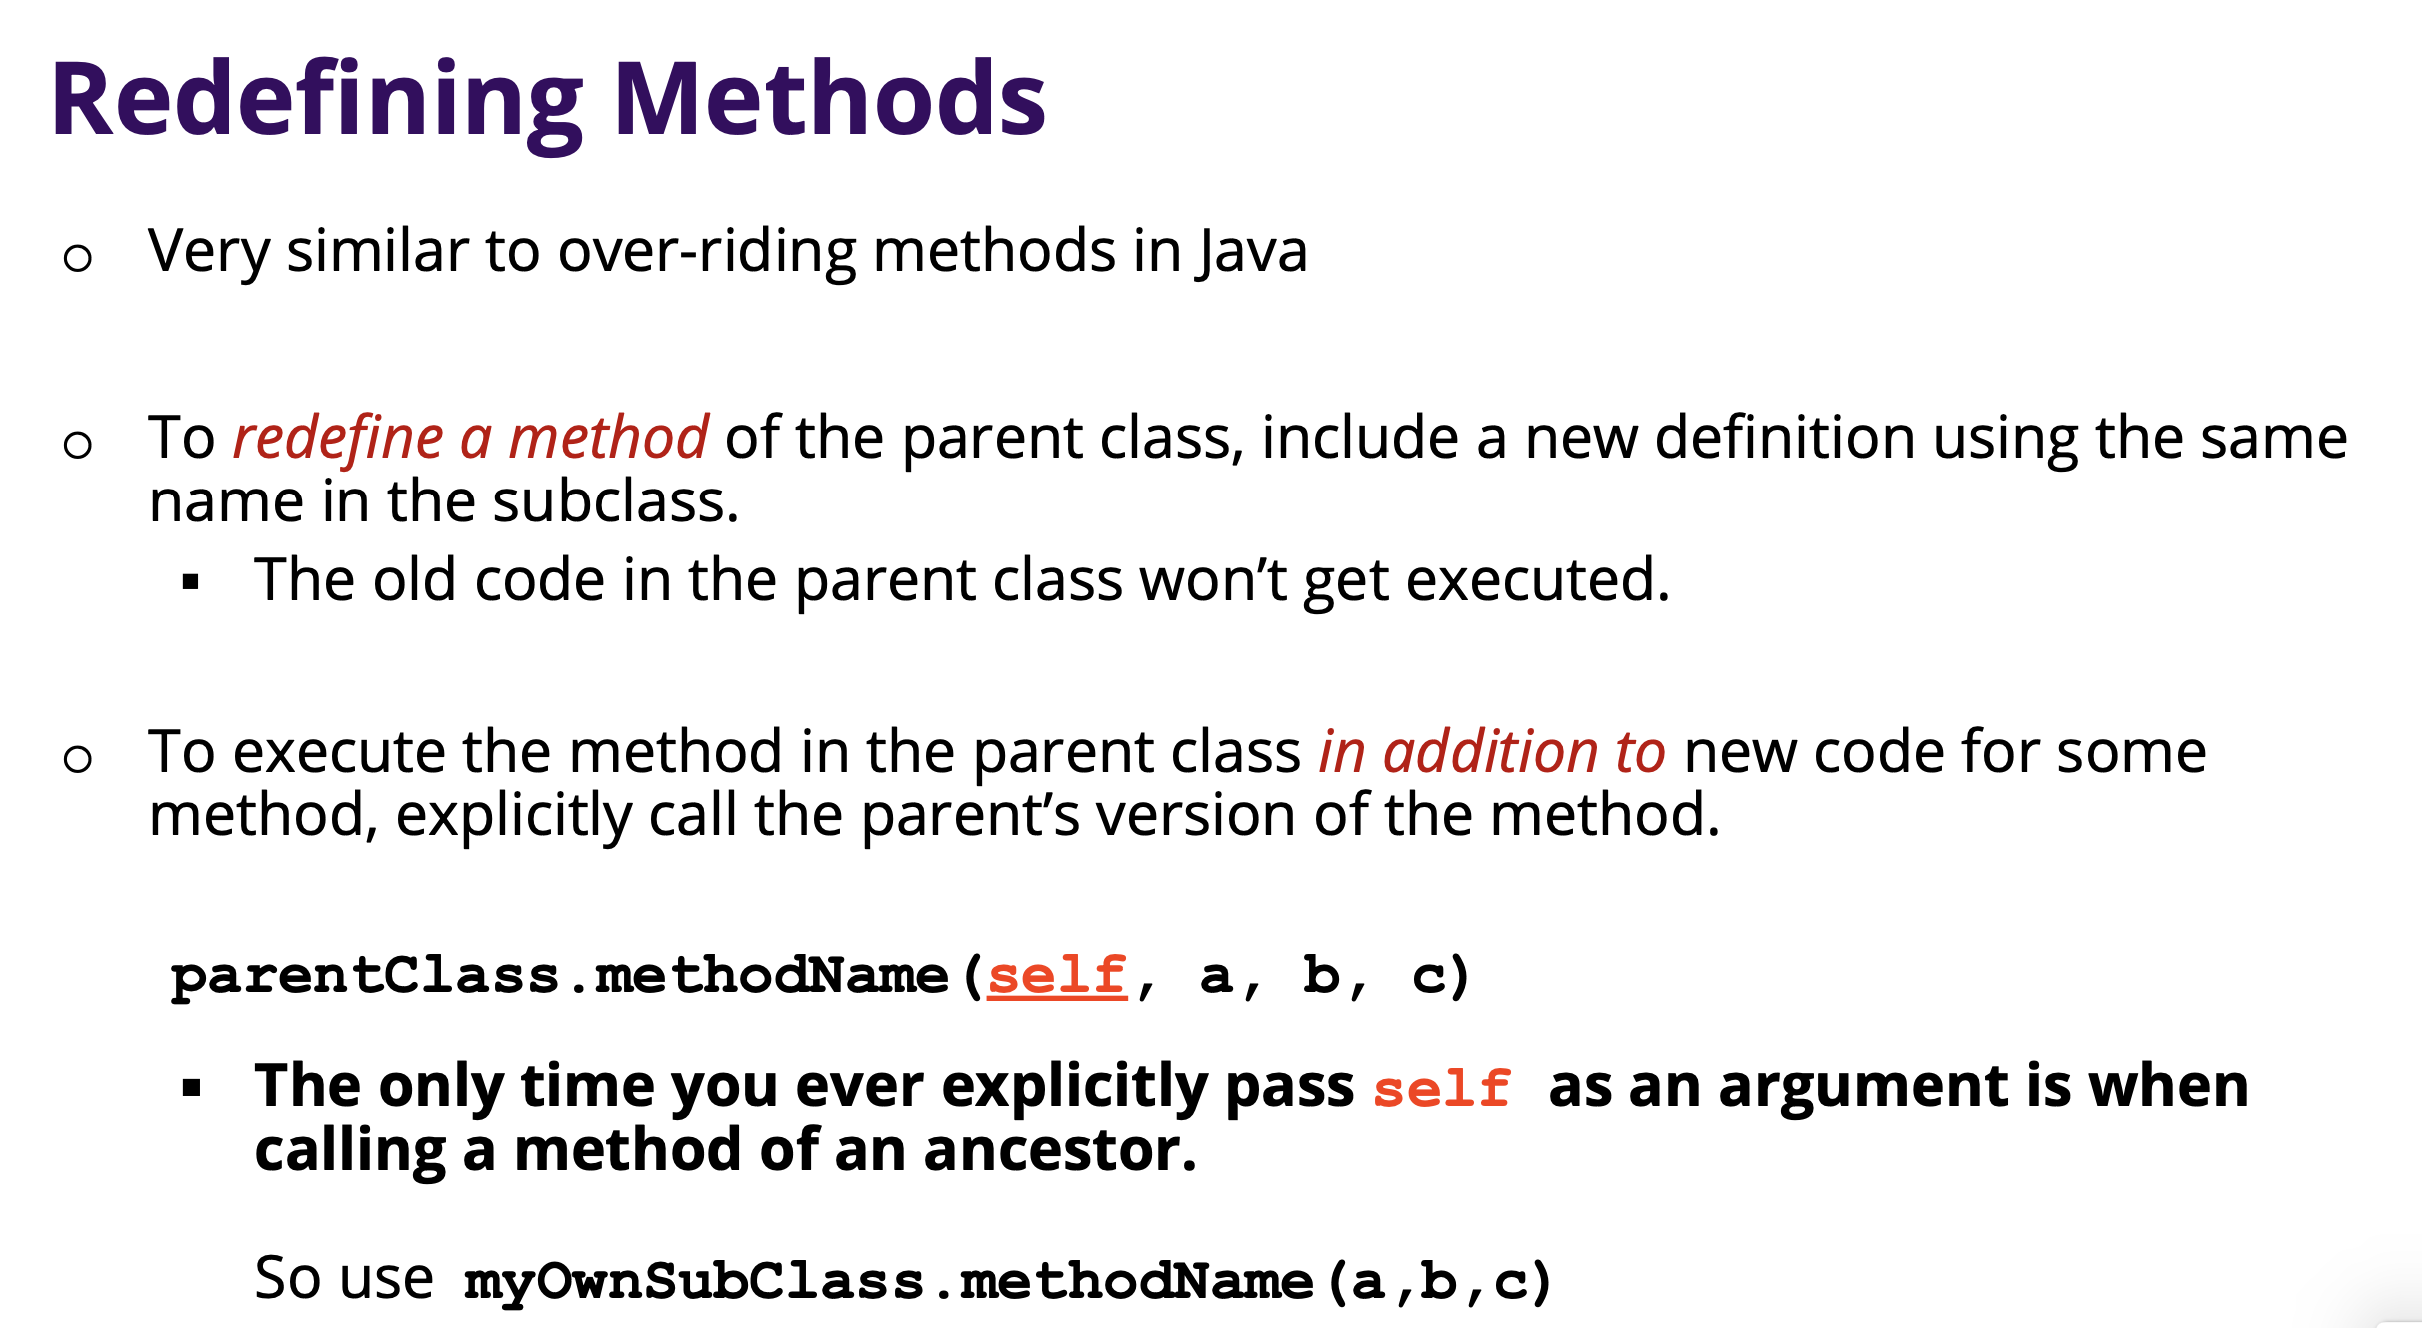 Redefining Methods
Very similar to over-riding methods in Java
To redefine a method of the parent class, include a new definition using the same
name in the subclass.
The old code in the parent class won’t get executed.
To execute the method in the parent class in addition to new code for some
method, explicitly call the parent’s version of the method.
parentClass.methodName(self, a, b, c)
The only time you ever explicitly pass self as an argument is when
calling a method of an ancestor.
So use myOwnSubClass.methodName(a,b,c)